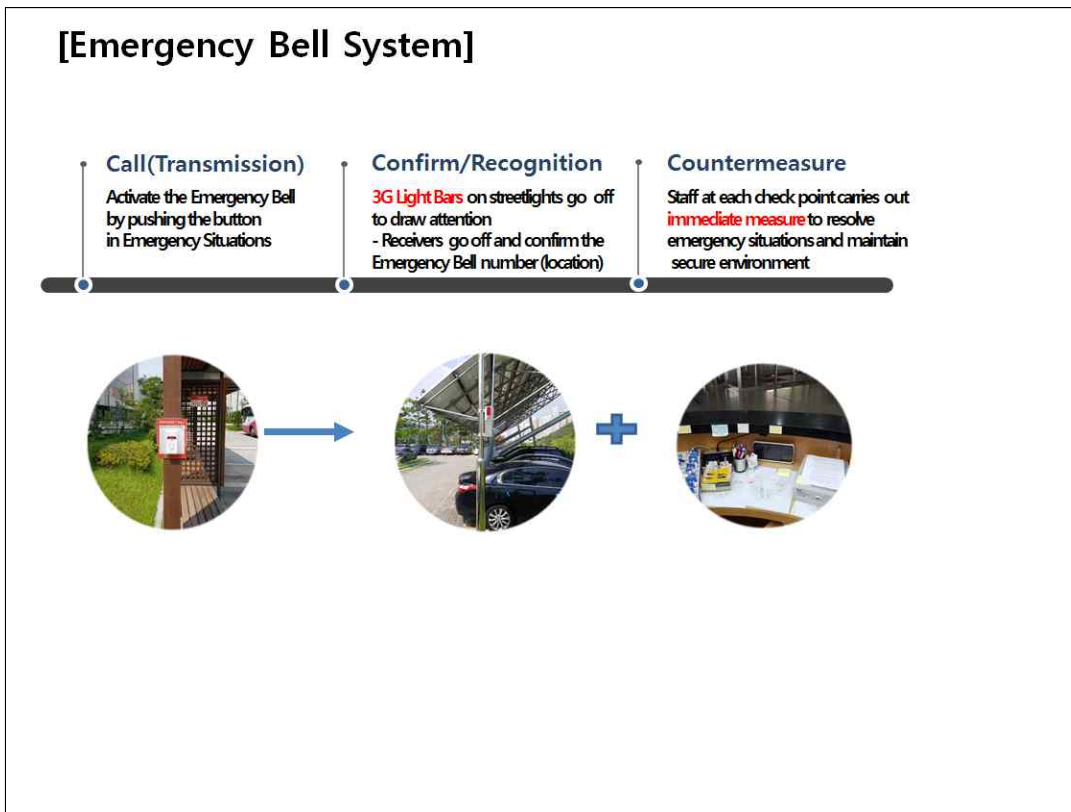 [Emergency Bell System]
Call(Transmission)
Activate the Emergency Bell
by pushing the button
in Emergency Situations
Confirm/Recognition
3G Light Bars on streetlights go off
to draw attention
- Receivers go off and confirm the
Emergency Bell number (location)
Countermeasure
Staff at each check point carries out
immediate measure to resolve
emergency situations and maintain
secure environment